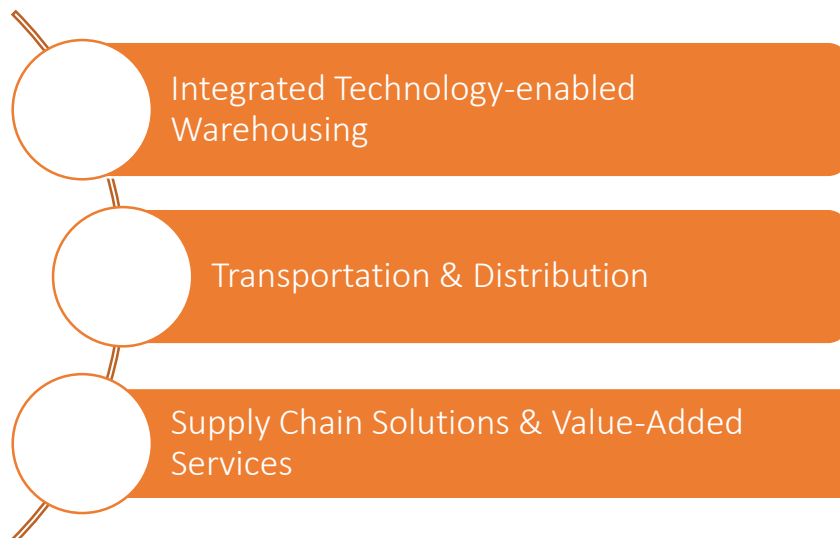 Integrated Technology-enabled
Warehousing
Transportation & Distribution
Supply Chain Solutions & Value-Added
Services